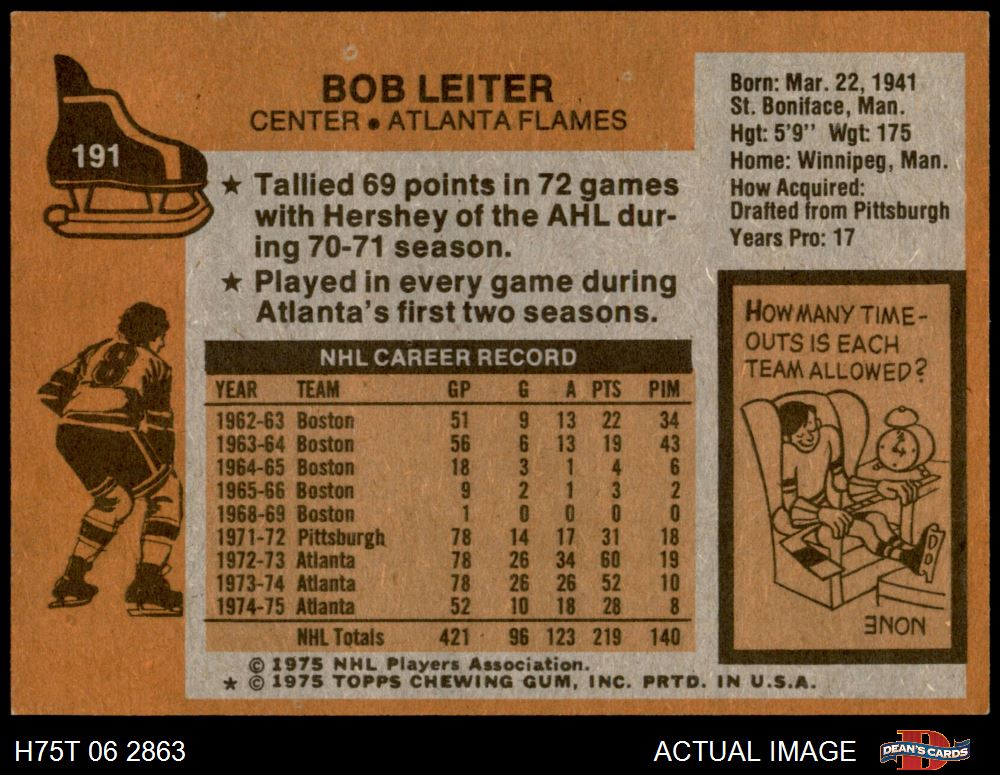 BOB LEITER
CENTER • ATLANTA FLAMES
191
★ Tallied 69 points in 72 games
with Hershey of the AHL dur-
ing 70-71 season.
★ Played in every game during
Atlanta's first two seasons.
Born: Mar. 22, 1941
St. Boniface, Man.
Hgt: 5'9" Wgt: 175
Home: Winnipeg, Man.
How Acquired:
Drafted from Pittsburgh
Years Pro: 17
8
NHL CAREER RECORD
YEAR TEAM GP G A PTS PIM
1962-63 Boston 51 9 13 22 34
1963-64 Boston 56 6 13 19 43
1964-65 Boston 18 3 1 4 6
1965-66 Boston 9 2 1 3 2
1968-69 Boston 1 0 0 0 0
1971-72 Pittsburgh 78 14 17 31 18
1972-73 Atlanta 78 26 34 60 19
1973-74 Atlanta 78 26 26 52 10
1974-75 Atlanta 52 10 18 28 8
NHL Totals 421 96 123 219 140
HOW MANY TIME-
OUTS IS EACH
TEAM ALLOWED?
NONE
© 1975 NHL Players Association.
★ © 1975 TOPPS CHEWING GUM, INC. PRTD. IN U.S.A.
H75T 06 2863
ACTUAL IMAGE
D
DEAN'S CARDS